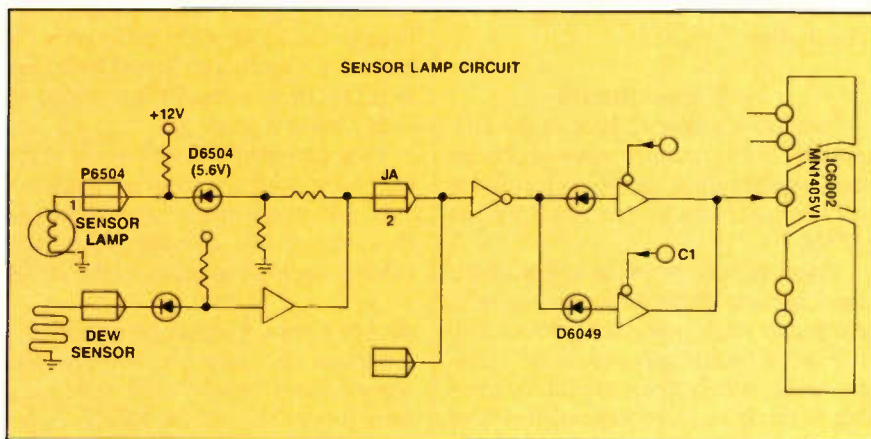 SENSOR LAMP CIRCUIT
+12V
D6504
(5.6V)
P6504
1
SENSOR
LAMP
JA
2
DEW
SENSOR
C1
D6049
IC6002
MN1405VI